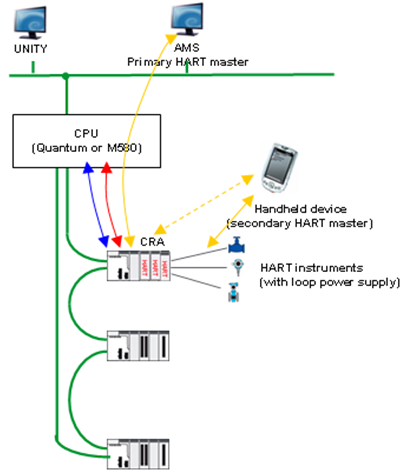 UNITY
AMS
Primary HART master
CPU
(Quantum or M580)
CRA
HART
HART
HART
Handheld device
(secondary HART master)
HART instruments
(with loop power supply)